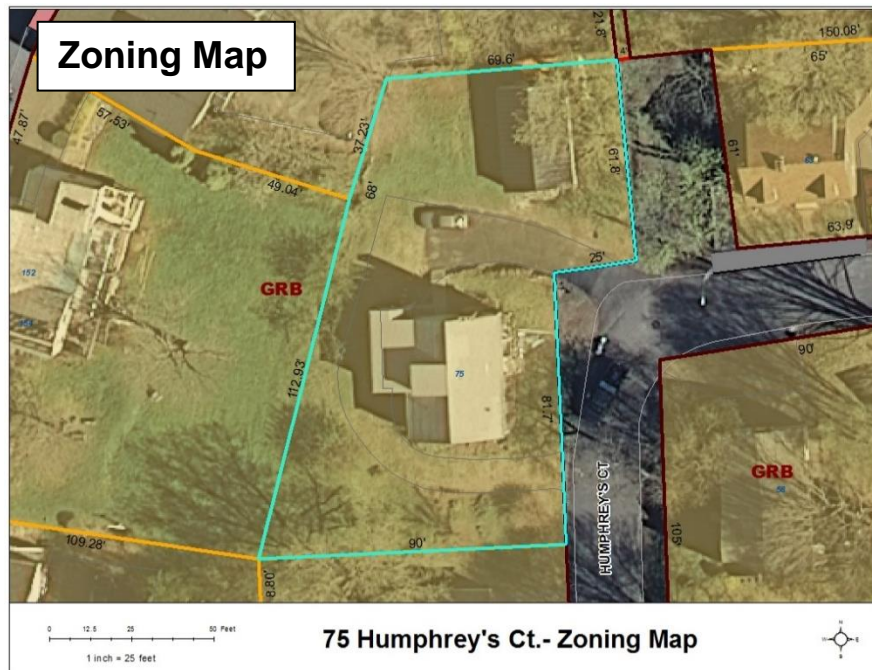 Zoning Map
21.8'
4'
150.08'
65'
69.6'
47.87'
57.53'
37.23'
61.8'
61'
49.04'
68'
63.9'
25'
GRB
152
112.93'
75
81.7'
90'
GRB
HUMPHREY'S CT
105'
109.28'
90'
8.80'
0 12.5 25 50 Feet
1 inch = 25 feet
75 Humphrey's Ct.- Zoning Map
N
W E
S